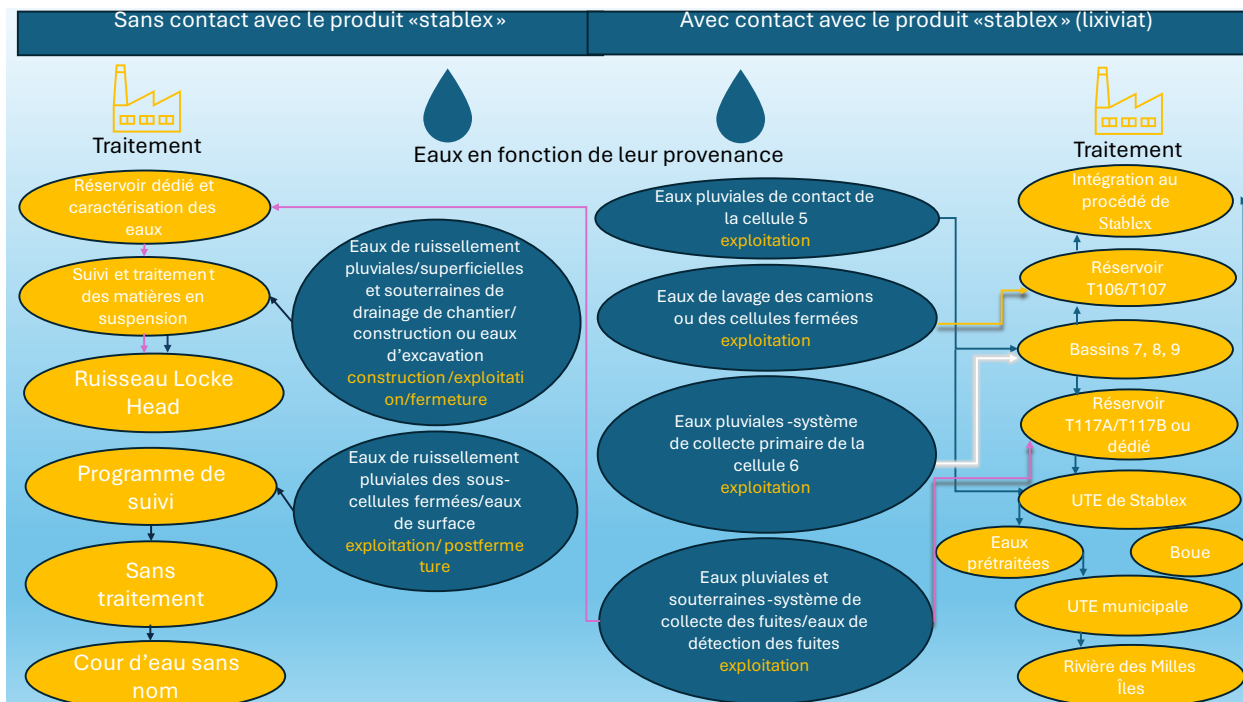 Sans contact avec le produit «stablex»
Avec contact avec le produit «stablex» (lixiviat)
Traitement
Eaux en fonction de leur provenance
Traitement
Réservoir dédié et
caractérisation des
eaux
Suivi et traitement
des matières en
suspension
Ruisseau Locke
Head
Programme de
suivi
Sans
traitement
Cour d'eau sans
nom
Eaux de ruissellement
pluviales/superficielles
et souterraines de
drainage de chantier/
construction ou eaux
d'excavation
construction/exploitati
on/fermeture
Eaux de ruissellement
pluviales des sous-
cellules fermées/eaux
de surface
exploitation/postferme
ture
Eaux pluviales de contact de
la cellule 5
exploitation
Eaux de lavage des camions
ou des cellules fermées
exploitation
Eaux pluviales -système
de collecte primaire de la
cellule 6
exploitation
Eaux pluviales et
souterraines-système de
collecte des fuites/eaux de
détection des fuites
exploitation
Intégration au
procédé de
Stablex
Réservoir
T106/T107
Bassins 7, 8, 9
Réservoir
T117A/T117B ou
dédié
UTE de Stablex
Eaux
prétraitées
Boue
UTE municipale
Rivière des Milles
Îles